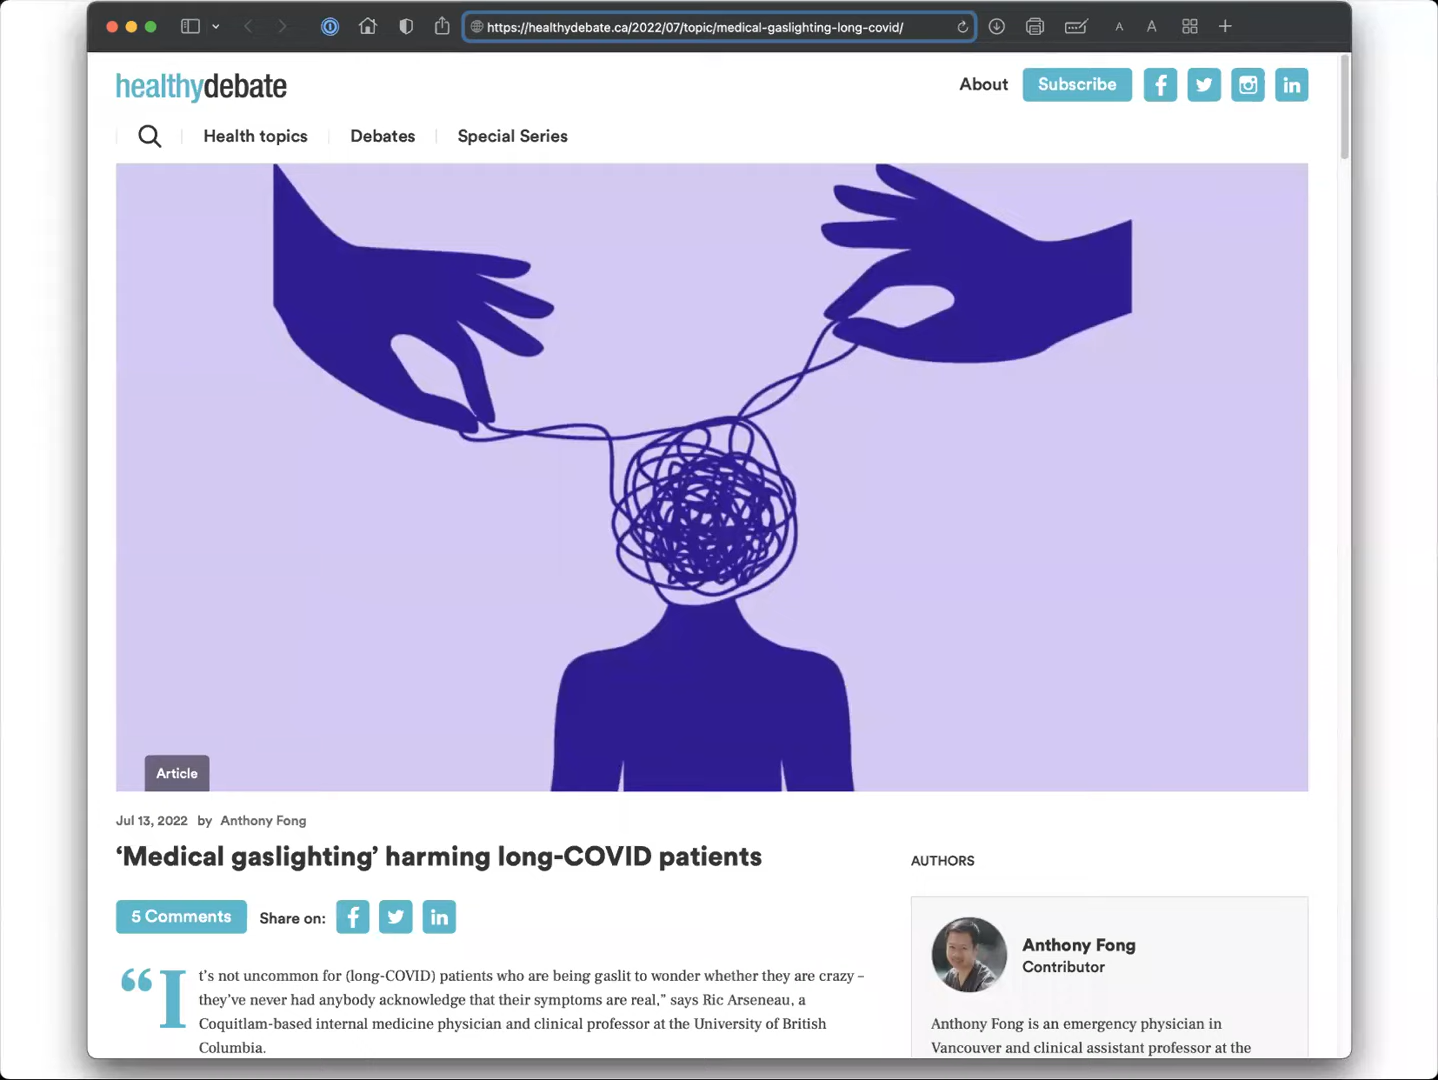 https://healthydebate.ca/2022/07/topic/medical-gaslighting-long-covid/
A A
healthydebate
About Subscribe
Health topics Debates Special Series
Article
Jul 13, 2022 by Anthony Fong
‘Medical gaslighting’ harming long-COVID patients
5 Comments Share on:
“It’s not uncommon for (long-COVID) patients who are being gaslit to wonder whether they are crazy –
they’ve never had anybody acknowledge that their symptoms are real,” says Ric Arseneau, a
Coquitlam-based internal medicine physician and clinical professor at the University of British
Columbia.
AUTHORS
Anthony Fong
Contributor
Anthony Fong is an emergency physician in
Vancouver and clinical assistant professor at the